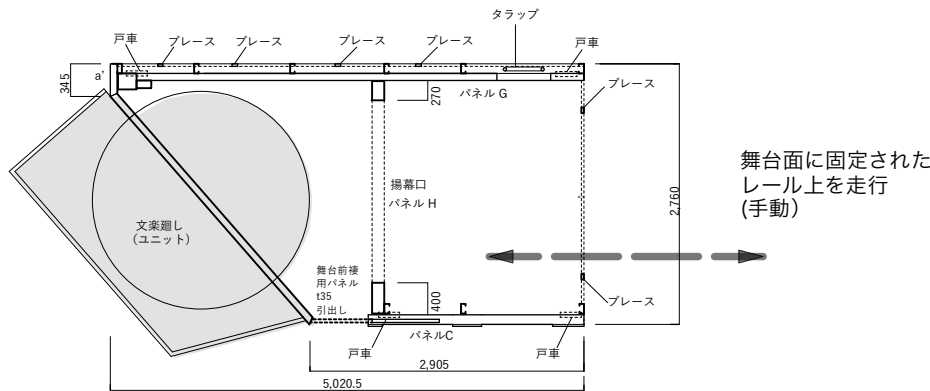 タラップ
戸車
ブレース
ブレース
ブレース
ブレース
戸車
345
a'
270
パネル G
ブレース
揚幕口
パネル H
文楽廻し
（ユニット）
2,760
舞台面に固定された
レール上を走行
(手動）
舞台前褄
用パネル
t35
引出し
400
ブレース
パネルC
戸車
戸車
2,905
5,020.5